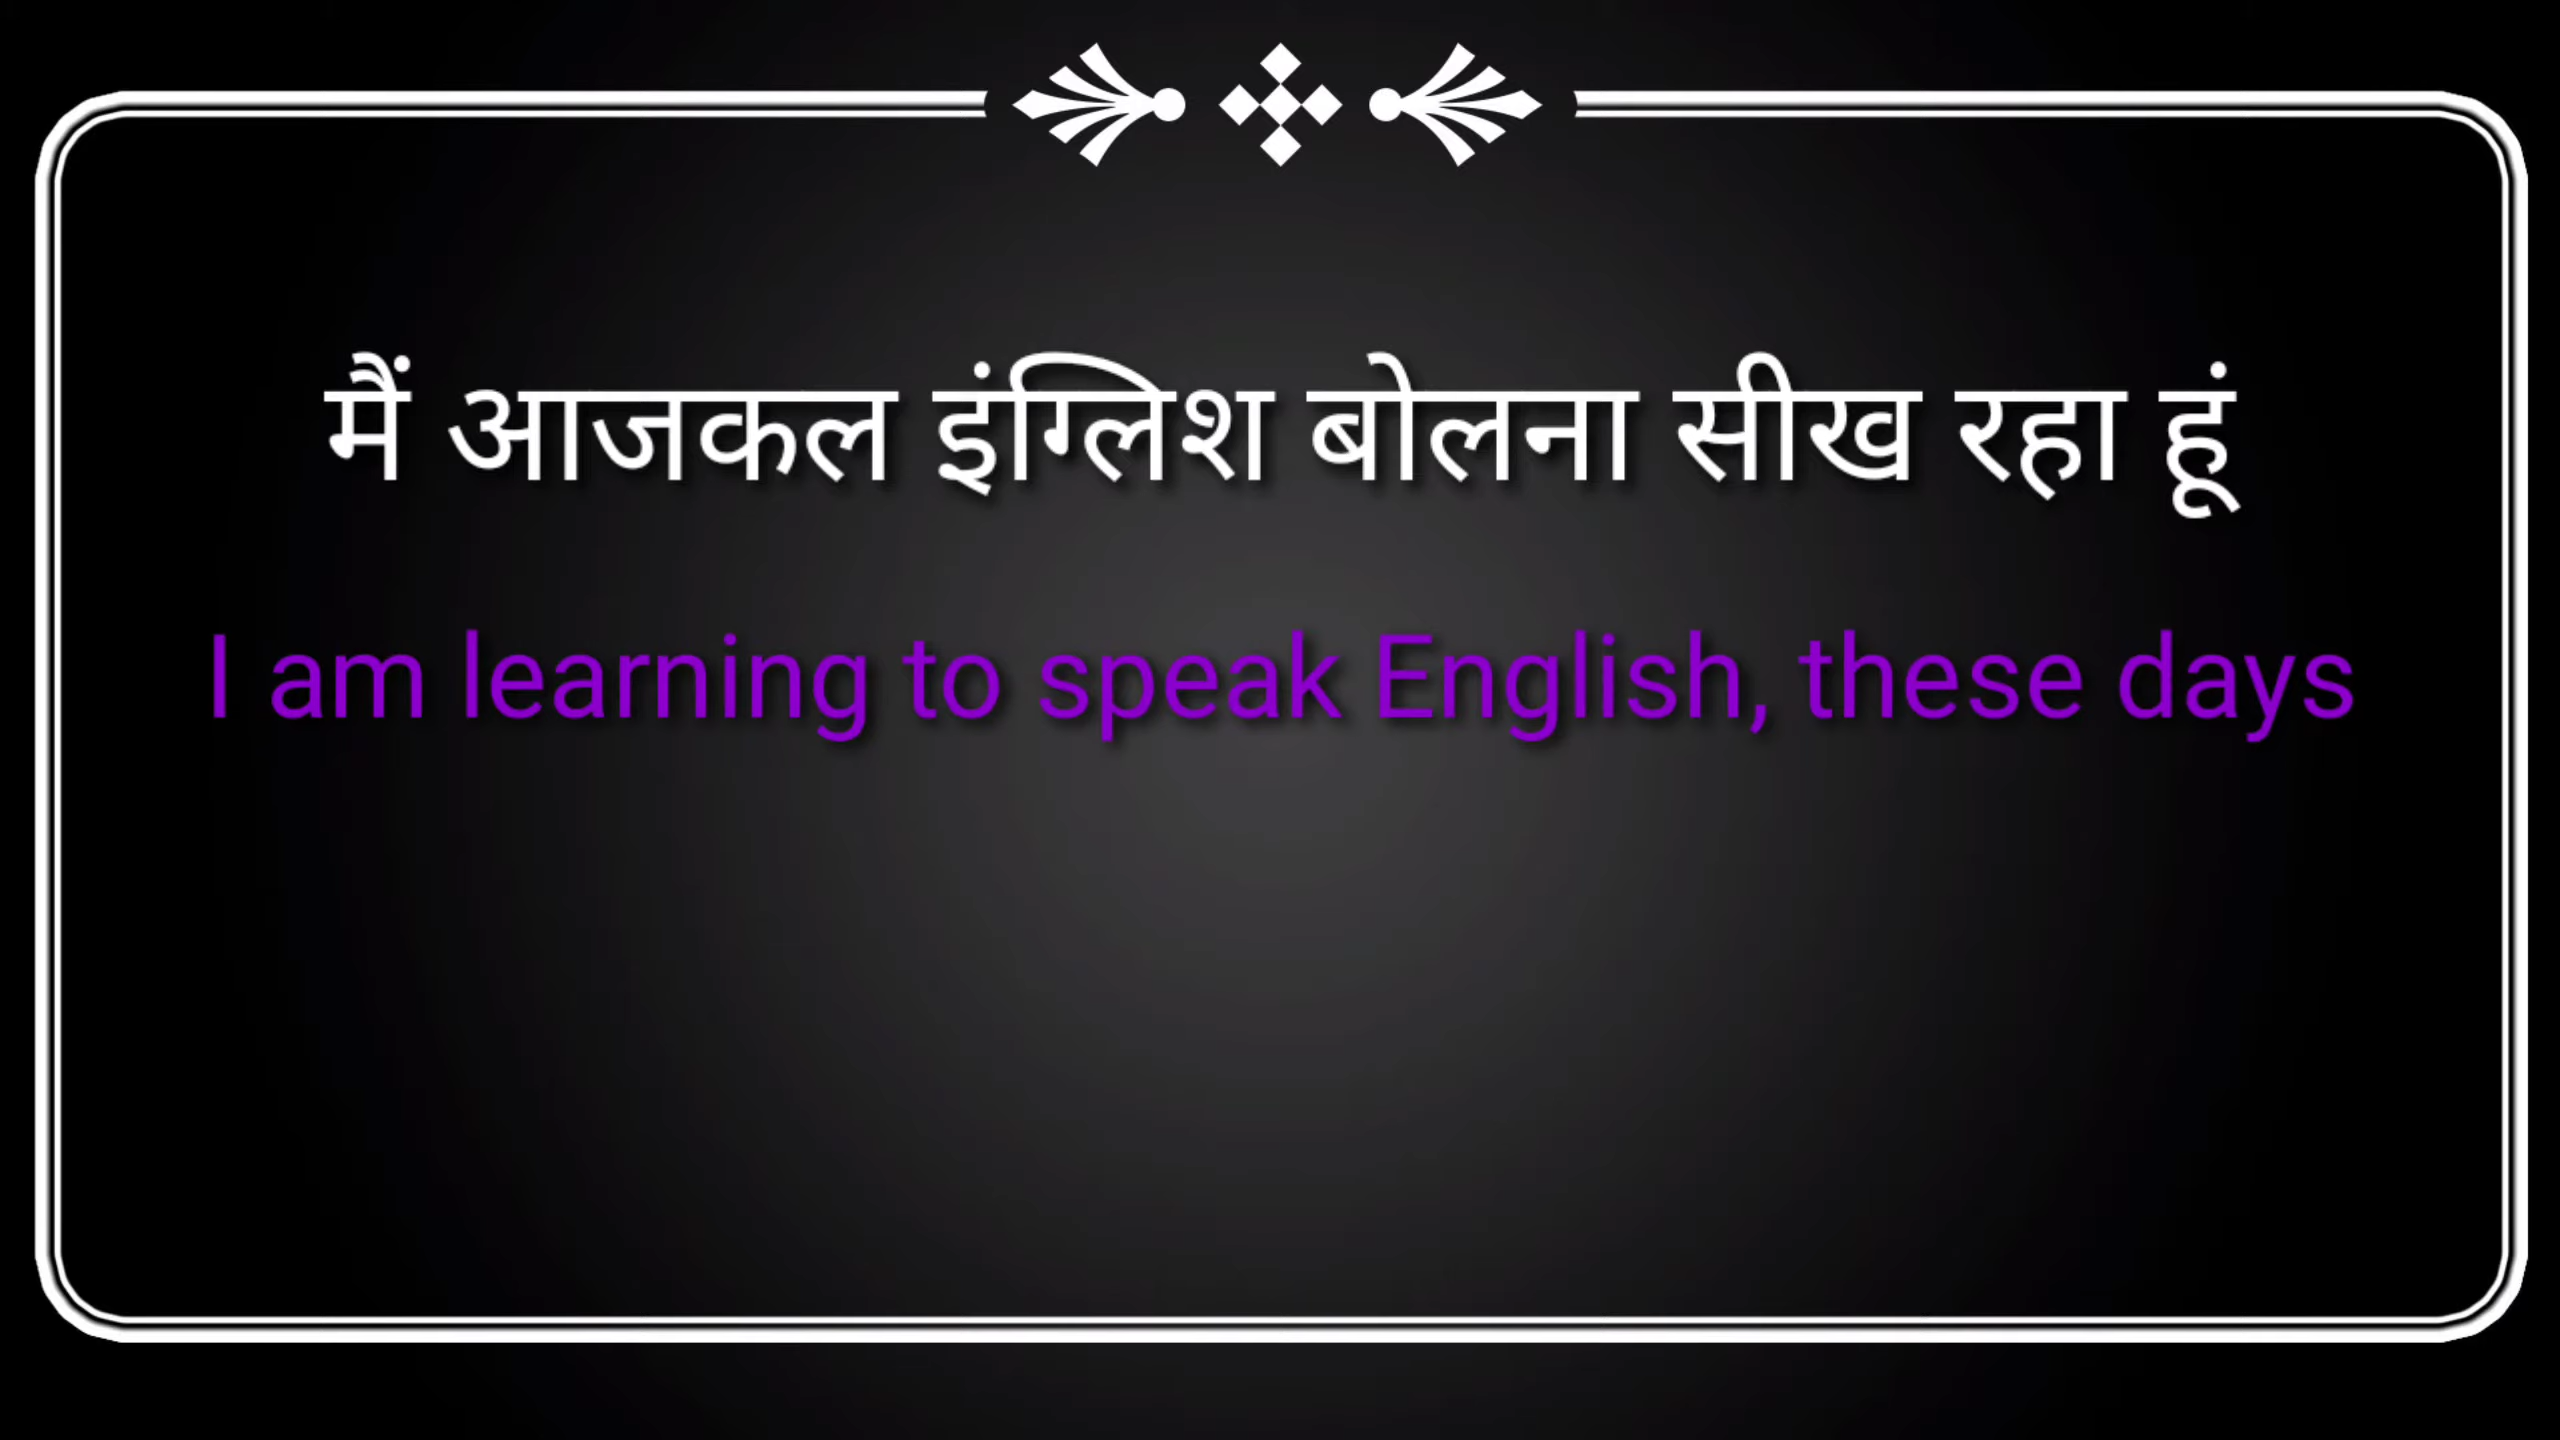 मैं आजकल इंग्लिश बोलना सीख रहा हूं
I am learning to speak English, these days